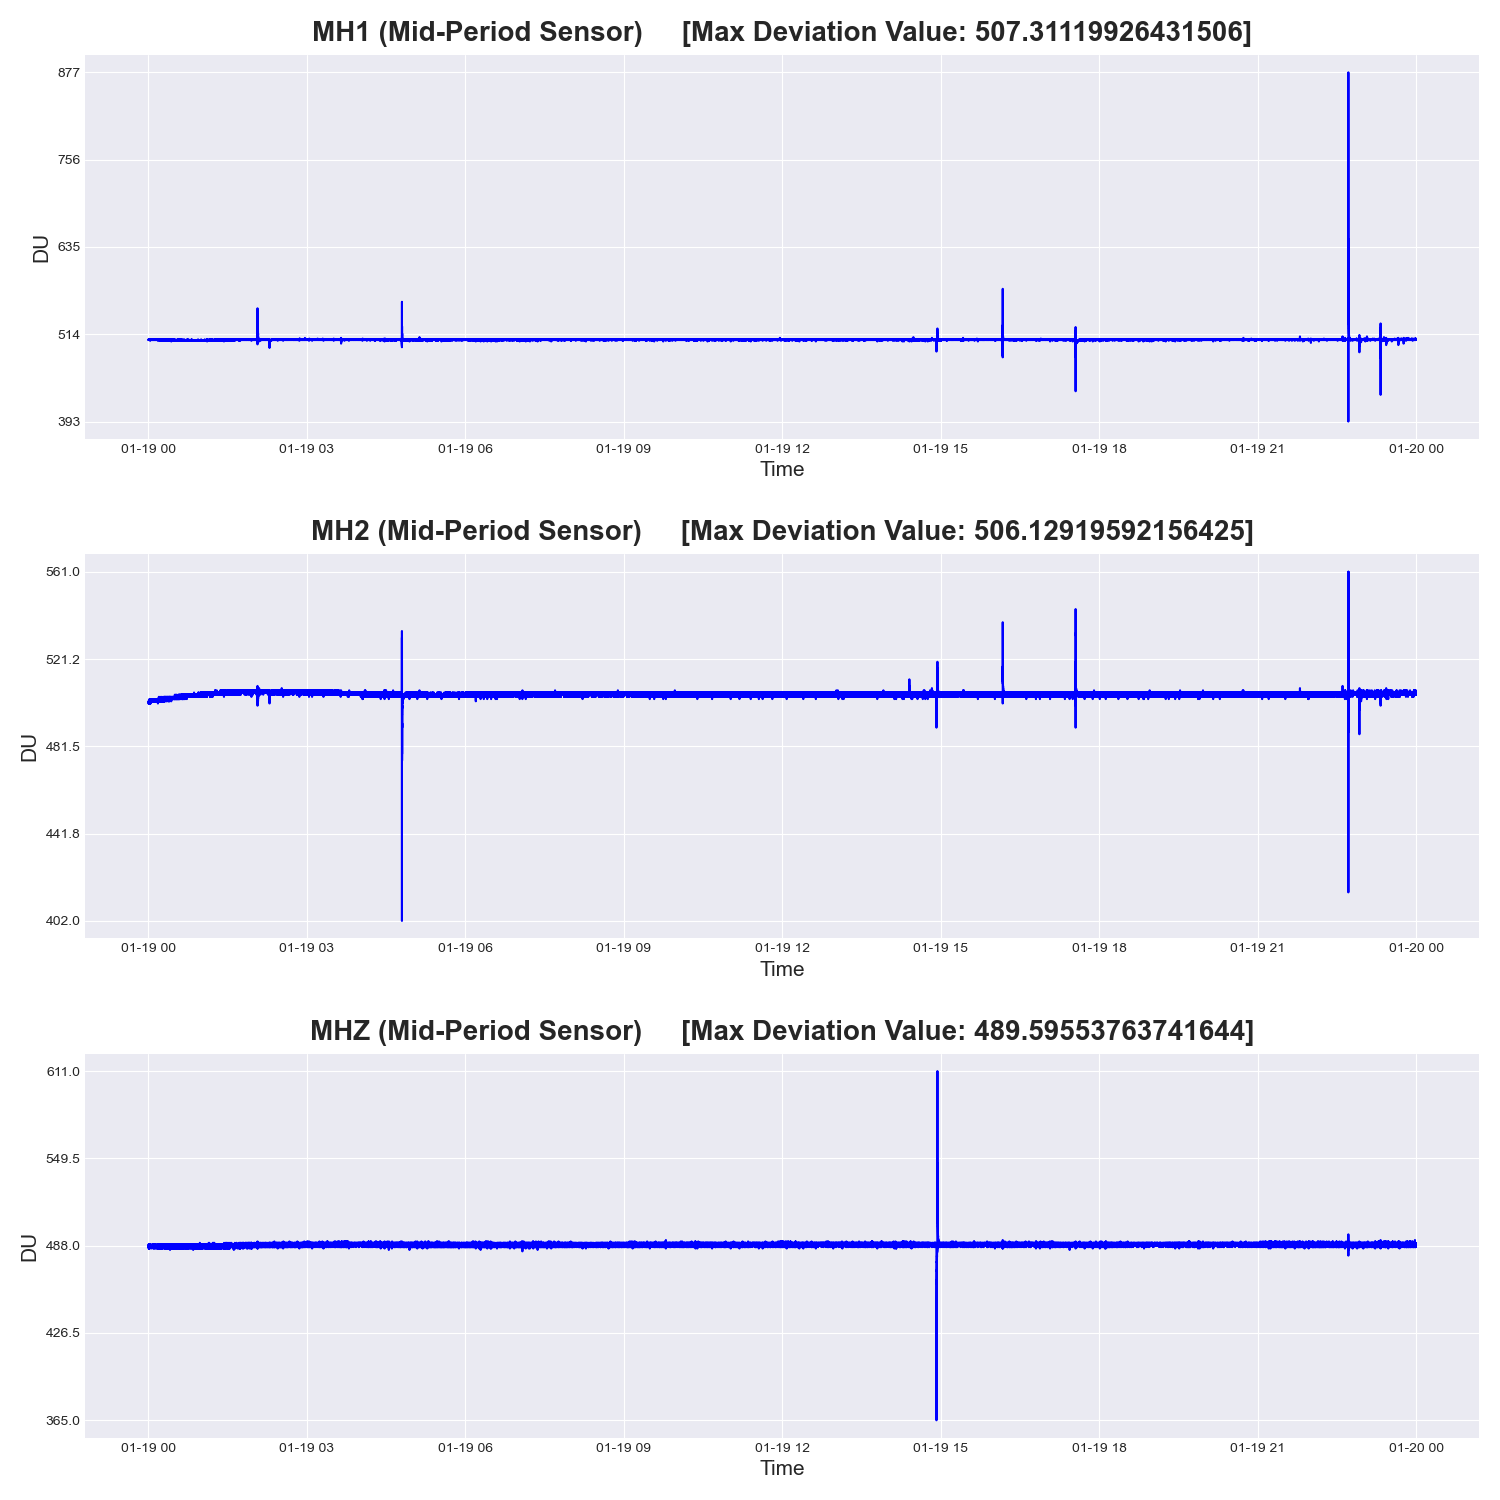 MH1 (Mid-Period Sensor) [Max Deviation Value: 507.31119926431506]
877
756
635
514
393
DU
01-19 00 01-19 03 01-19 06 01-19 09 01-19 12 01-19 15 01-19 18 01-19 21 01-20 00
Time
MH2 (Mid-Period Sensor) [Max Deviation Value: 506.12919592156425]
561.0
521.2
481.5
441.8
402.0
DU
01-19 00 01-19 03 01-19 06 01-19 09 01-19 12 01-19 15 01-19 18 01-19 21 01-20 00
Time
MHZ (Mid-Period Sensor) [Max Deviation Value: 489.59553763741644]
611.0
549.5
488.0
426.5
365.0
DU
01-19 00 01-19 03 01-19 06 01-19 09 01-19 12 01-19 15 01-19 18 01-19 21 01-20 00
Time